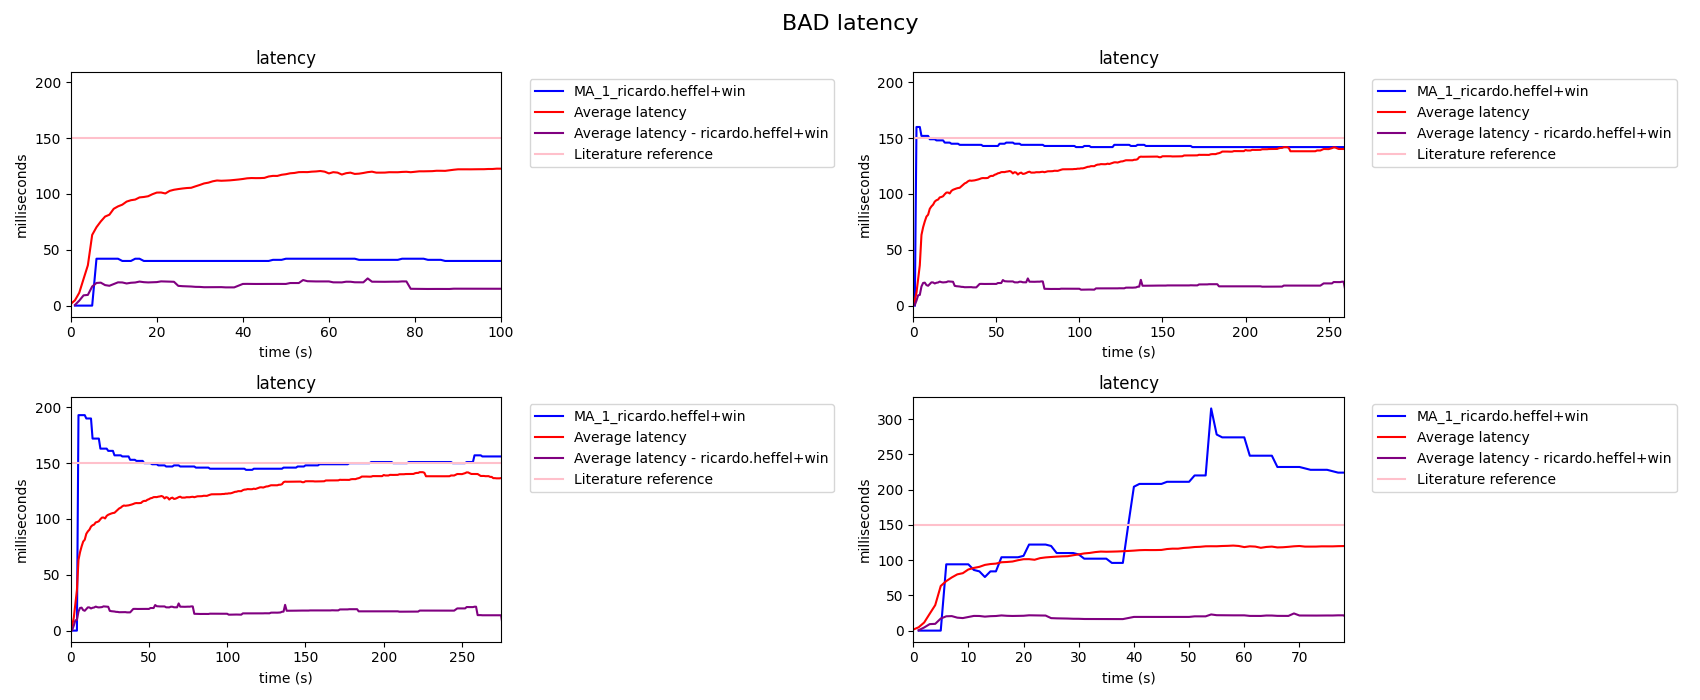 BAD latency
latency
milliseconds
200
150
100
50
0
0 20 40 60 80 100
time (s)
MA_1_ricardo.heffel+win
Average latency
Average latency - ricardo.heffel+win
Literature reference
latency
milliseconds
200
150
100
50
0
0 50 100 150 200 250
time (s)
MA_1_ricardo.heffel+win
Average latency
Average latency - ricardo.heffel+win
Literature reference
latency
milliseconds
200
150
100
50
0
0 50 100 150 200 250
time (s)
MA_1_ricardo.heffel+win
Average latency
Average latency - ricardo.heffel+win
Literature reference
latency
milliseconds
300
250
200
150
100
50
0
0 10 20 30 40 50 60 70
time (s)
MA_1_ricardo.heffel+win
Average latency
Average latency - ricardo.heffel+win
Literature reference